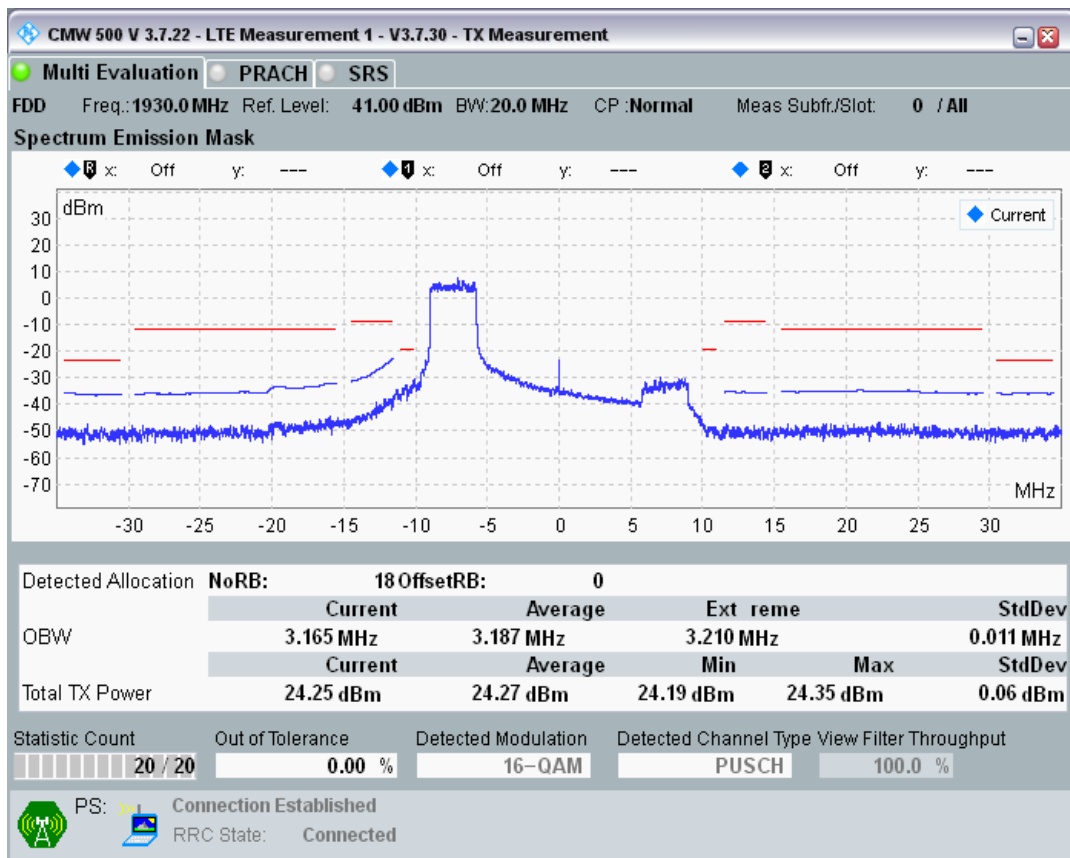 CMW 500 V 3.7.22 - LTE Measurement 1 - V3.7.30 - TX Measurement
Multi Evaluation PRACH SRS
FDD Freq.:1930.0 MHz Ref. Level: 41.00 dBm BW:20.0 MHz CP :Normal Meas Subfr./Slot: 0 / All
Spectrum Emission Mask
R x: Off y: --- 1 x: Off y: --- 2 x: Off y: ---
dBm
Current
30
20
10
0
-10
-20
-30
-40
-50
-60
-70
MHz
-30 -25 -20 -15 -10 -5 0 5 10 15 20 25 30
Detected Allocation NoRB: 18 OffsetRB: 0
Current Average Ext reme StdDev
OBW 3.165 MHz 3.187 MHz 3.210 MHz 0.011 MHz
Current Average Min Max StdDev
Total TX Power 24.25 dBm 24.27 dBm 24.19 dBm 24.35 dBm 0.06 dBm
Statistic Count Out of Tolerance Detected Modulation Detected Channel Type View Filter Throughput
20 / 20 0.00 % 16-QAM PUSCH 100.0 %
PS: Connection Established
RRC State: Connected